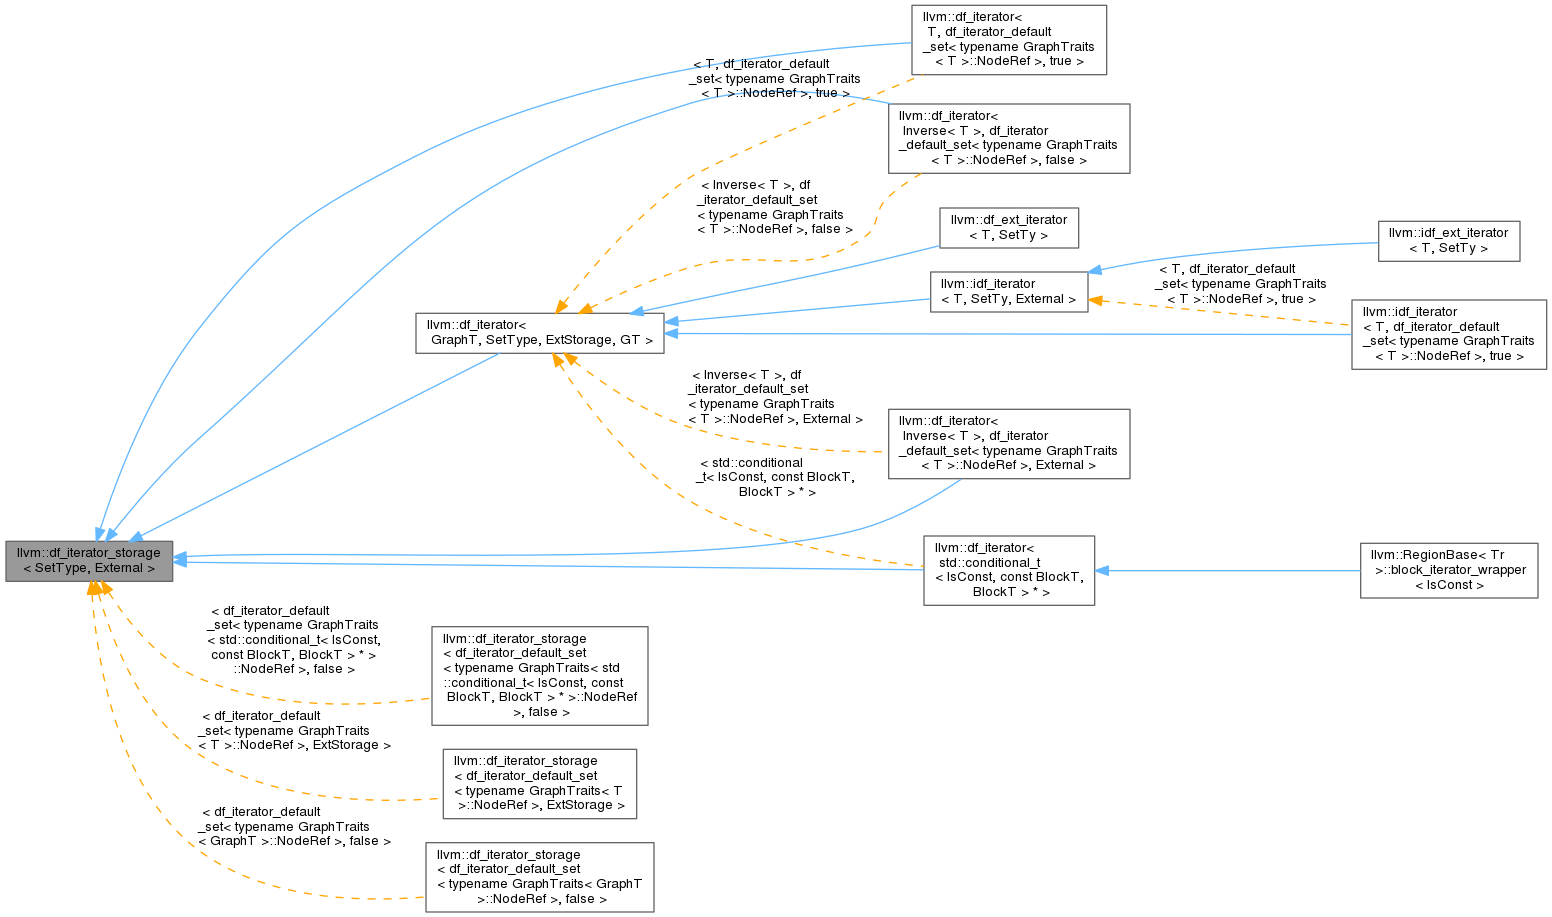 llvm::df_iterator<
T, df_iterator_default
_set< typename GraphTraits
< T >::NodeRef >, true >
< T, df_iterator_default
_set< typename GraphTraits
< T >::NodeRef >, true >
llvm::df_iterator<
Inverse< T >, df_iterator
_default_set< typename GraphTraits
< T >::NodeRef >, false >
< Inverse< T >, df
_iterator_default_set
< typename GraphTraits
< T >::NodeRef >, false >
llvm::df_ext_iterator
< T, SetTy >
llvm::idf_ext_iterator
< T, SetTy >
llvm::idf_iterator
< T, SetTy, External >
< T, df_iterator_default
_set< typename GraphTraits
< T >::NodeRef >, true >
llvm::idf_iterator
< T, df_iterator_default
_set< typename GraphTraits
< T >::NodeRef >, true >
llvm::df_iterator<
GraphT, SetType, ExtStorage, GT >
< Inverse< T >, df
_iterator_default_set
< typename GraphTraits
< T >::NodeRef >, External >
llvm::df_iterator<
Inverse< T >, df_iterator
_default_set< typename GraphTraits
< T >::NodeRef >, External >
< std::conditional
_t< IsConst, const BlockT,
BlockT > * >
llvm::df_iterator_storage
< SetType, External >
llvm::df_iterator<
std::conditional_t
< IsConst, const BlockT,
BlockT > * >
llvm::RegionBase< Tr
>::block_iterator_wrapper
< IsConst >
< df_iterator_default
_set< typename GraphTraits
< std::conditional_t< IsConst,
const BlockT, BlockT > * >
::NodeRef >, false >
llvm::df_iterator_storage
< df_iterator_default_set
< typename GraphTraits< std
::conditional_t< IsConst, const
BlockT, BlockT > * >::NodeRef
>, false >
< df_iterator_default
_set< typename GraphTraits
< T >::NodeRef >, ExtStorage >
llvm::df_iterator_storage
< df_iterator_default_set
< typename GraphTraits< T
>::NodeRef >, ExtStorage >
< df_iterator_default
_set< typename GraphTraits
< GraphT >::NodeRef >, false >
llvm::df_iterator_storage
< df_iterator_default_set
< typename GraphTraits< GraphT
>::NodeRef >, false >